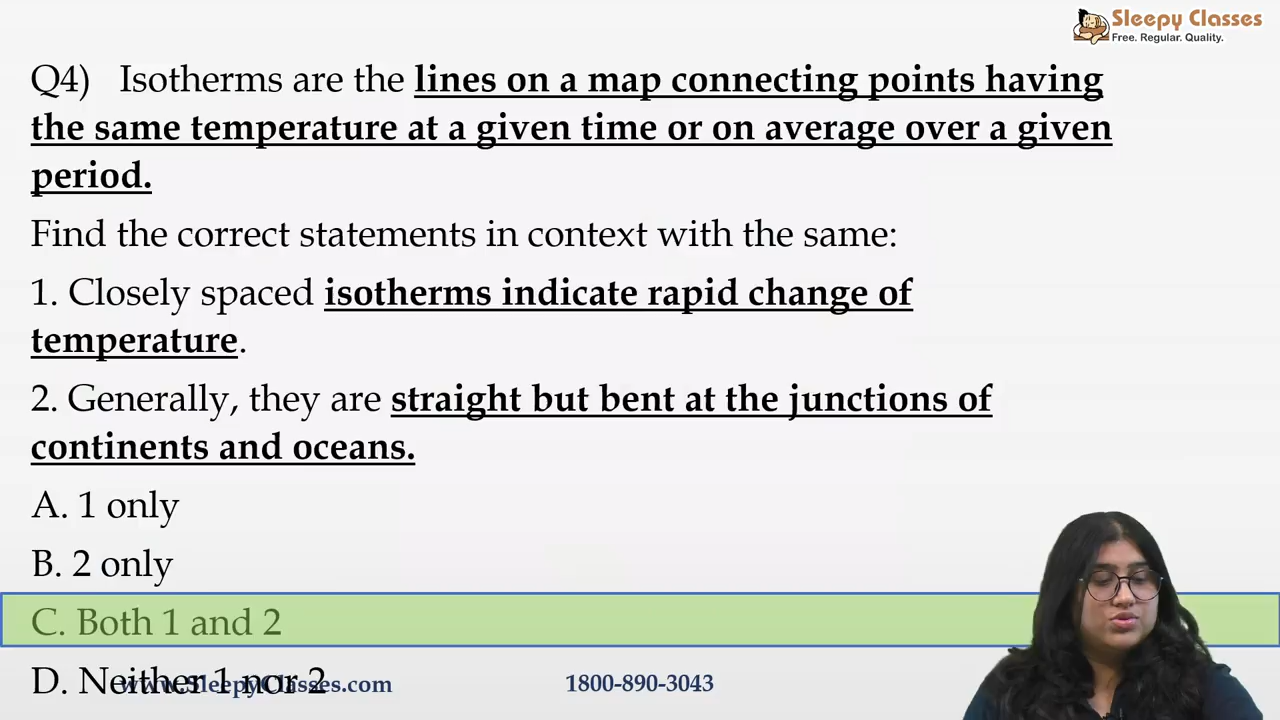 Sleepy Classes
Free. Regular. Quality.
Q4) Isotherms are the lines on a map connecting points having
the same temperature at a given time or on average over a given
period.
Find the correct statements in context with the same:
1. Closely spaced isotherms indicate rapid change of
temperature.
2. Generally, they are straight but bent at the junctions of
continents and oceans.
A. 1 only
B. 2 only
C. Both 1 and 2
D. Neither 1 nor 2
www.SleepyClasses.com 1800-890-3043